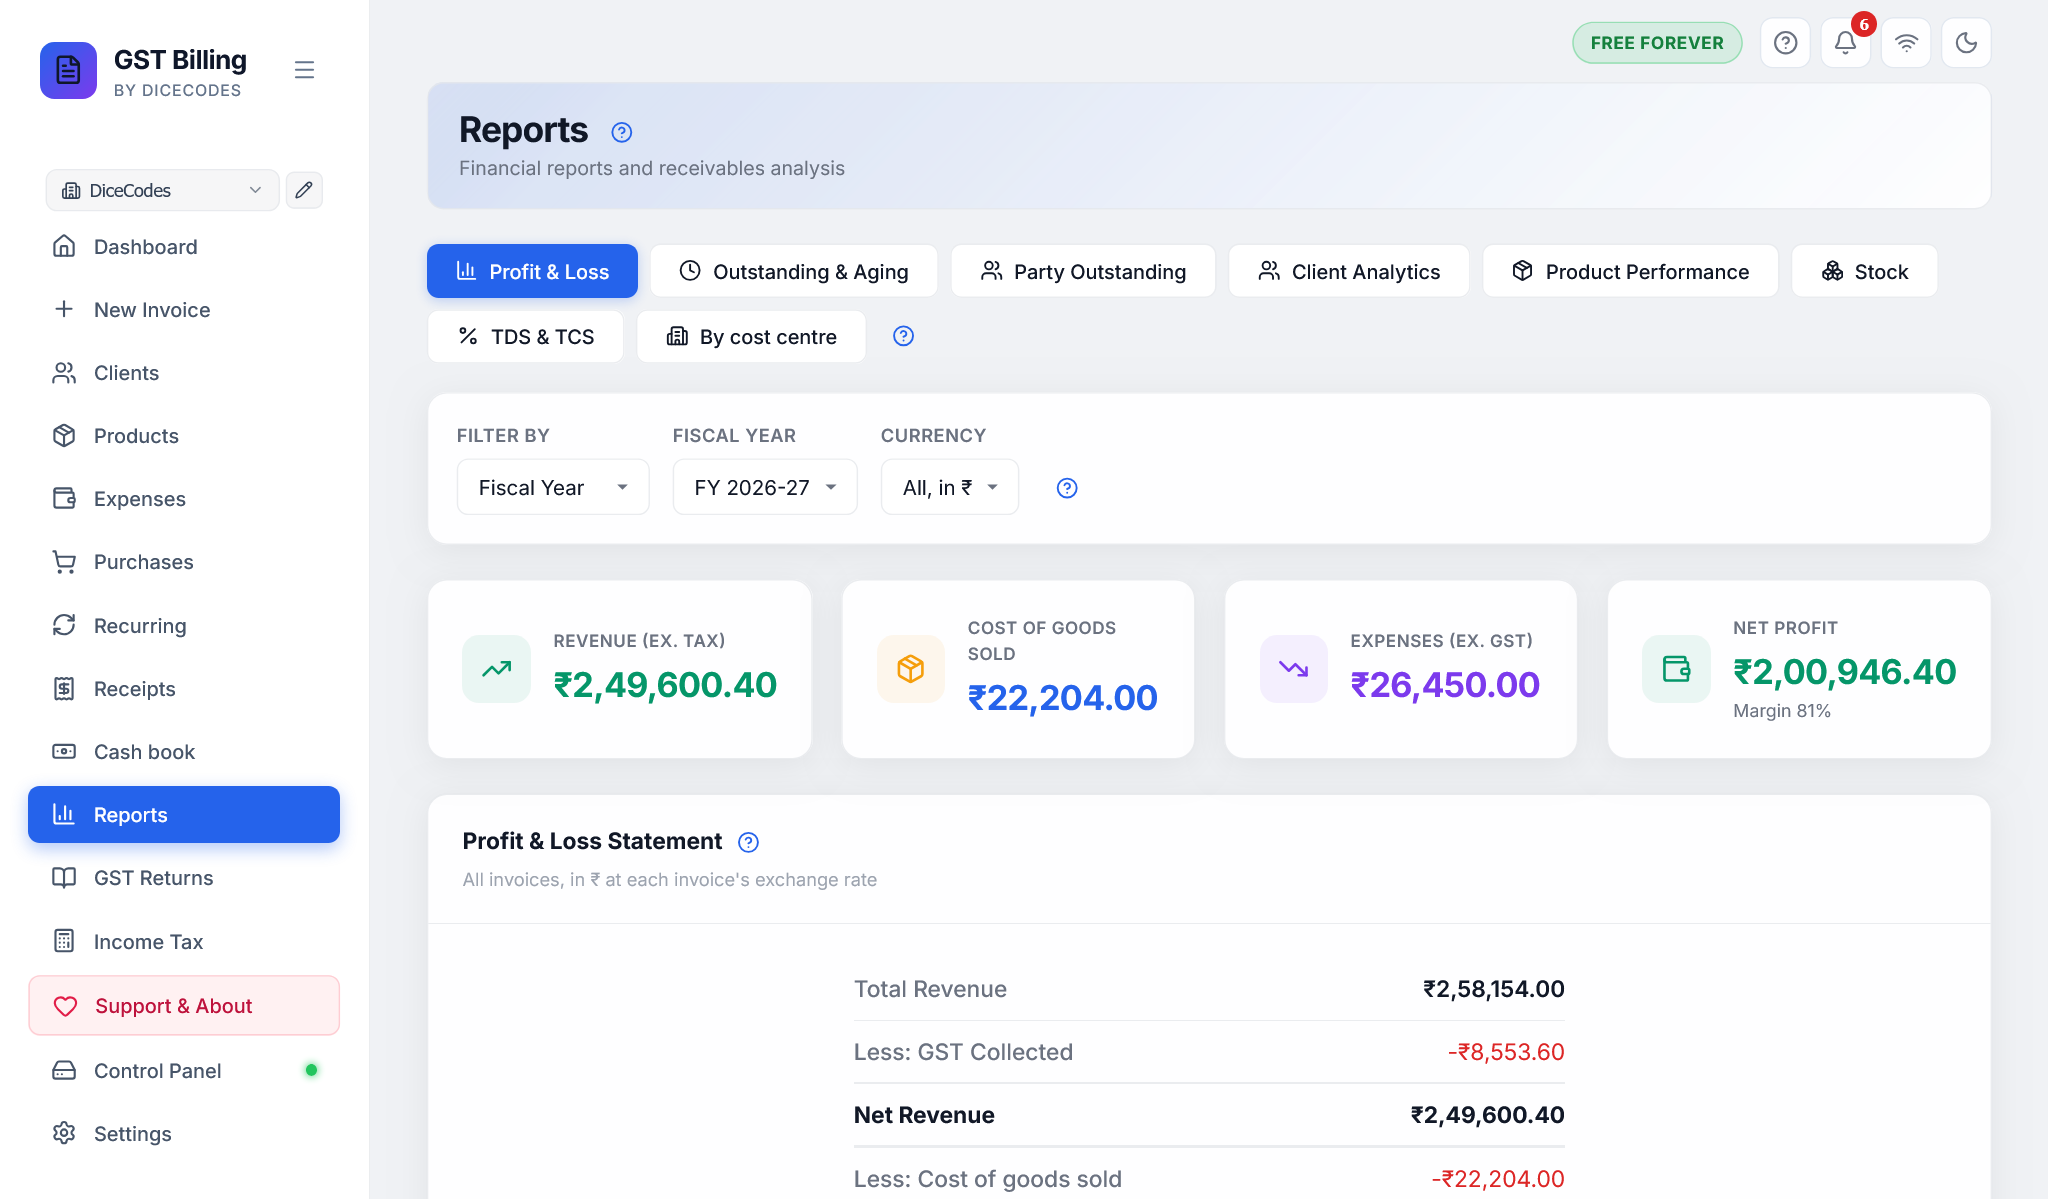 GST Billing
BY DICECODES
DiceCodes
Dashboard
New Invoice
Clients
Products
Expenses
Purchases
Recurring
Receipts
Cash book
Reports
GST Returns
Income Tax
Support & About
Control Panel
Settings
FREE FOREVER
6
Reports
Financial reports and receivables analysis
Profit & Loss
Outstanding & Aging
Party Outstanding
Client Analytics
Product Performance
Stock
TDS & TCS
By cost centre
FILTER BY
Fiscal Year
FISCAL YEAR
FY 2026-27
CURRENCY
All, in ₹
REVENUE (EX. TAX)
₹2,49,600.40
COST OF GOODS
SOLD
₹22,204.00
EXPENSES (EX. GST)
₹26,450.00
NET PROFIT
₹2,00,946.40
Margin 81%
Profit & Loss Statement
All invoices, in ₹ at each invoice's exchange rate
Total Revenue ₹2,58,154.00
Less: GST Collected -₹8,553.60
Net Revenue ₹2,49,600.40
Less: Cost of goods sold -₹22,204.00